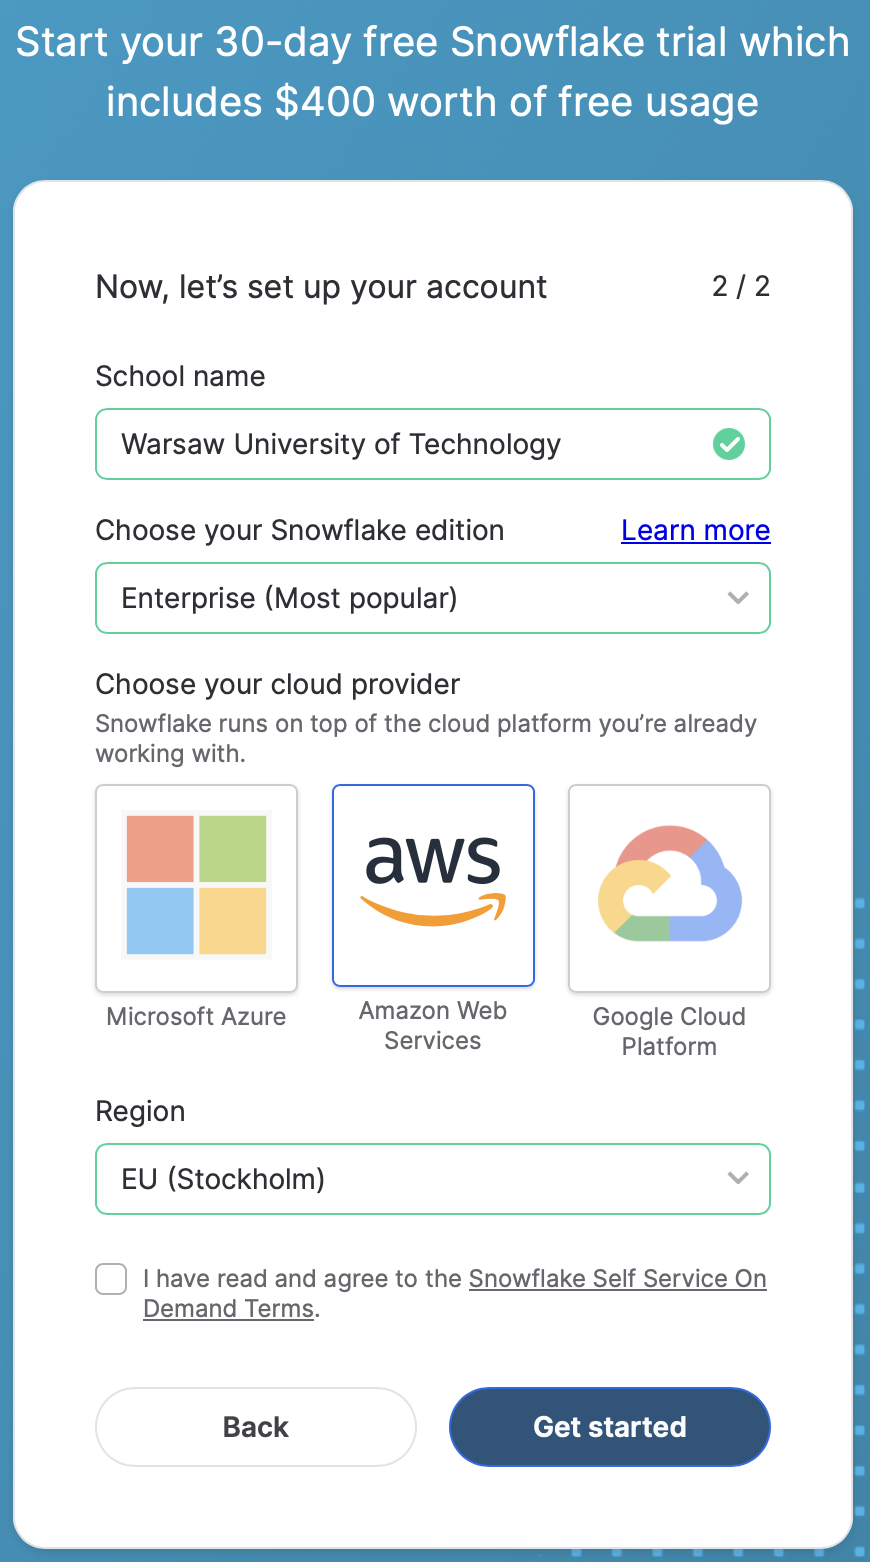 Start your 30-day free Snowflake trial which
includes $400 worth of free usage
Now, let’s set up your account
2 / 2
School name
Warsaw University of Technology
Choose your Snowflake edition
Learn more
Enterprise (Most popular)
Choose your cloud provider
Snowflake runs on top of the cloud platform you’re already
working with.
aws
Microsoft Azure
Amazon Web
Services
Google Cloud
Platform
Region
EU (Stockholm)
I have read and agree to the Snowflake Self Service On
Demand Terms.
Back
Get started